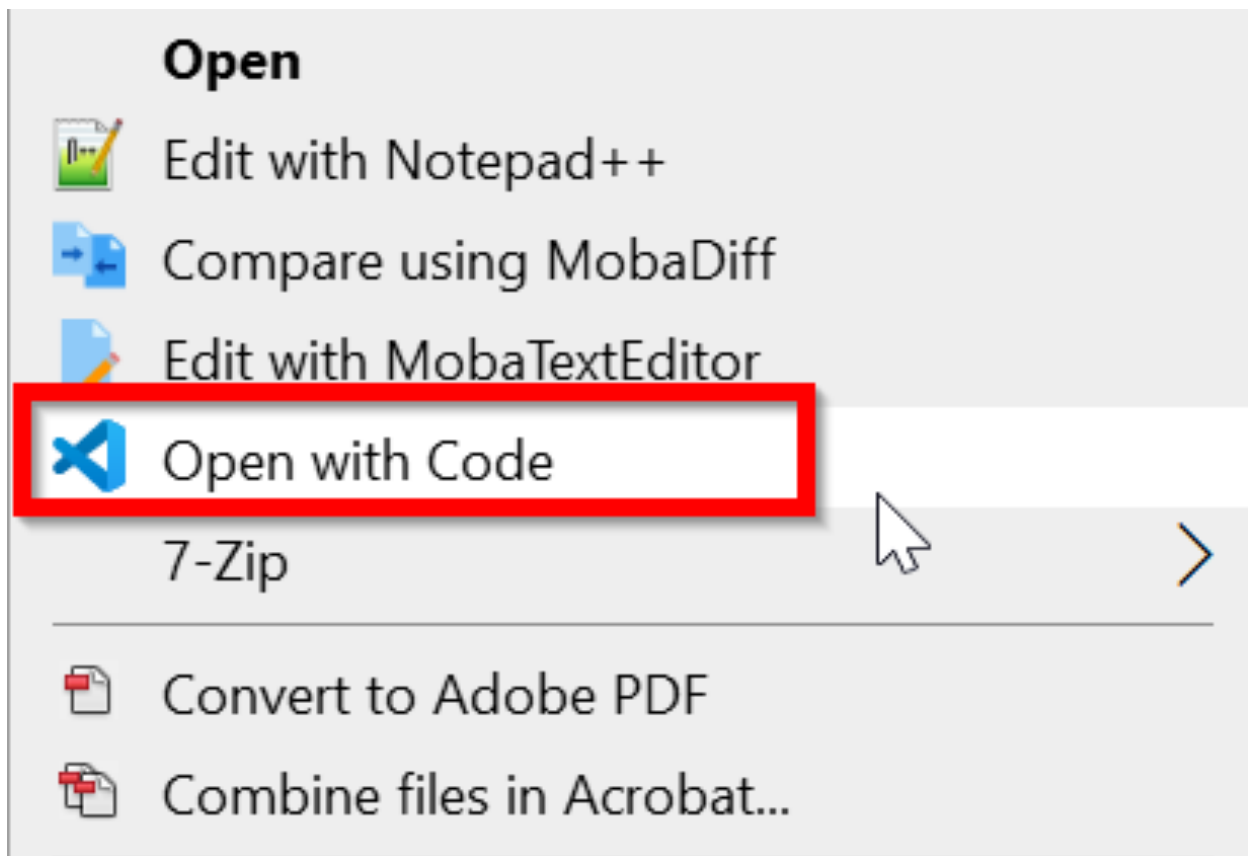 Open
Edit with Notepad++
Compare using MobaDiff
Edit with MobaTextEditor
Open with Code
7-Zip
Convert to Adobe PDF
Combine files in Acrobat...